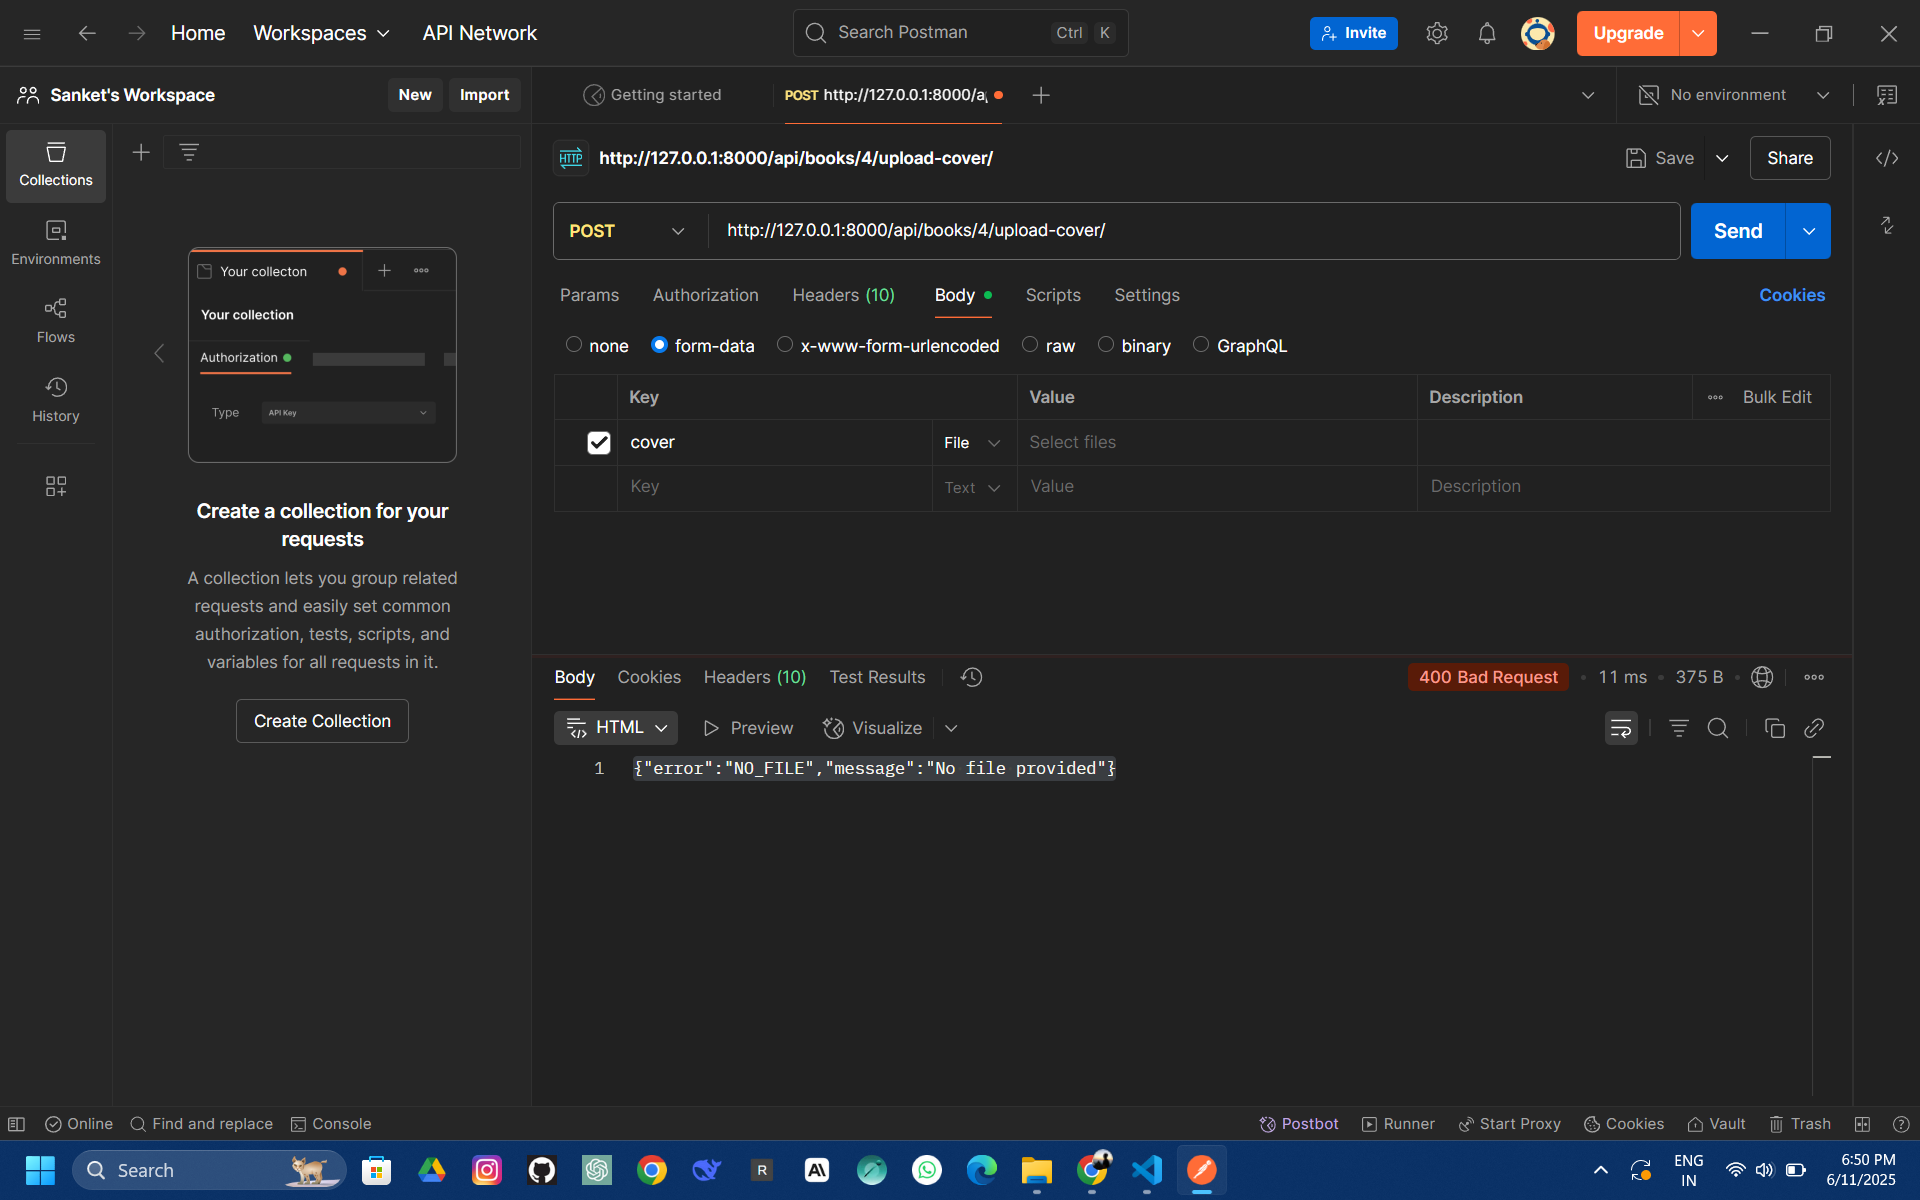 Home
Workspaces
API Network
Search Postman
Ctrl
K
Invite
Upgrade
Sanket's Workspace
New
Import
Getting started
POST http://127.0.0.1:8000/a
No environment
Collections
Environments
Flows
History
Your collecton
Your collection
Authorization
Type
API Key
Create a collection for your
requests
A collection lets you group related
requests and easily set common
authorization, tests, scripts, and
variables for all requests in it.
Create Collection
HTTP
http://127.0.0.1:8000/api/books/4/upload-cover/
Save
Share
POST
http://127.0.0.1:8000/api/books/4/upload-cover/
Send
Params
Authorization
Headers (10)
Body
Scripts
Settings
Cookies
none
form-data
x-www-form-urlencoded
raw
binary
GraphQL
Key
Value
Description
Bulk Edit
cover
File
Select files
Key
Text
Value
Description
Body
Cookies
Headers (10)
Test Results
400 Bad Request
11 ms
375 B
HTML
Preview
Visualize
1
{"error":"NO_FILE","message":"No file provided"}
Online
Find and replace
Console
Postbot
Runner
Start Proxy
Cookies
Vault
Trash
Search
R
ENG
IN
6:50 PM
6/11/2025